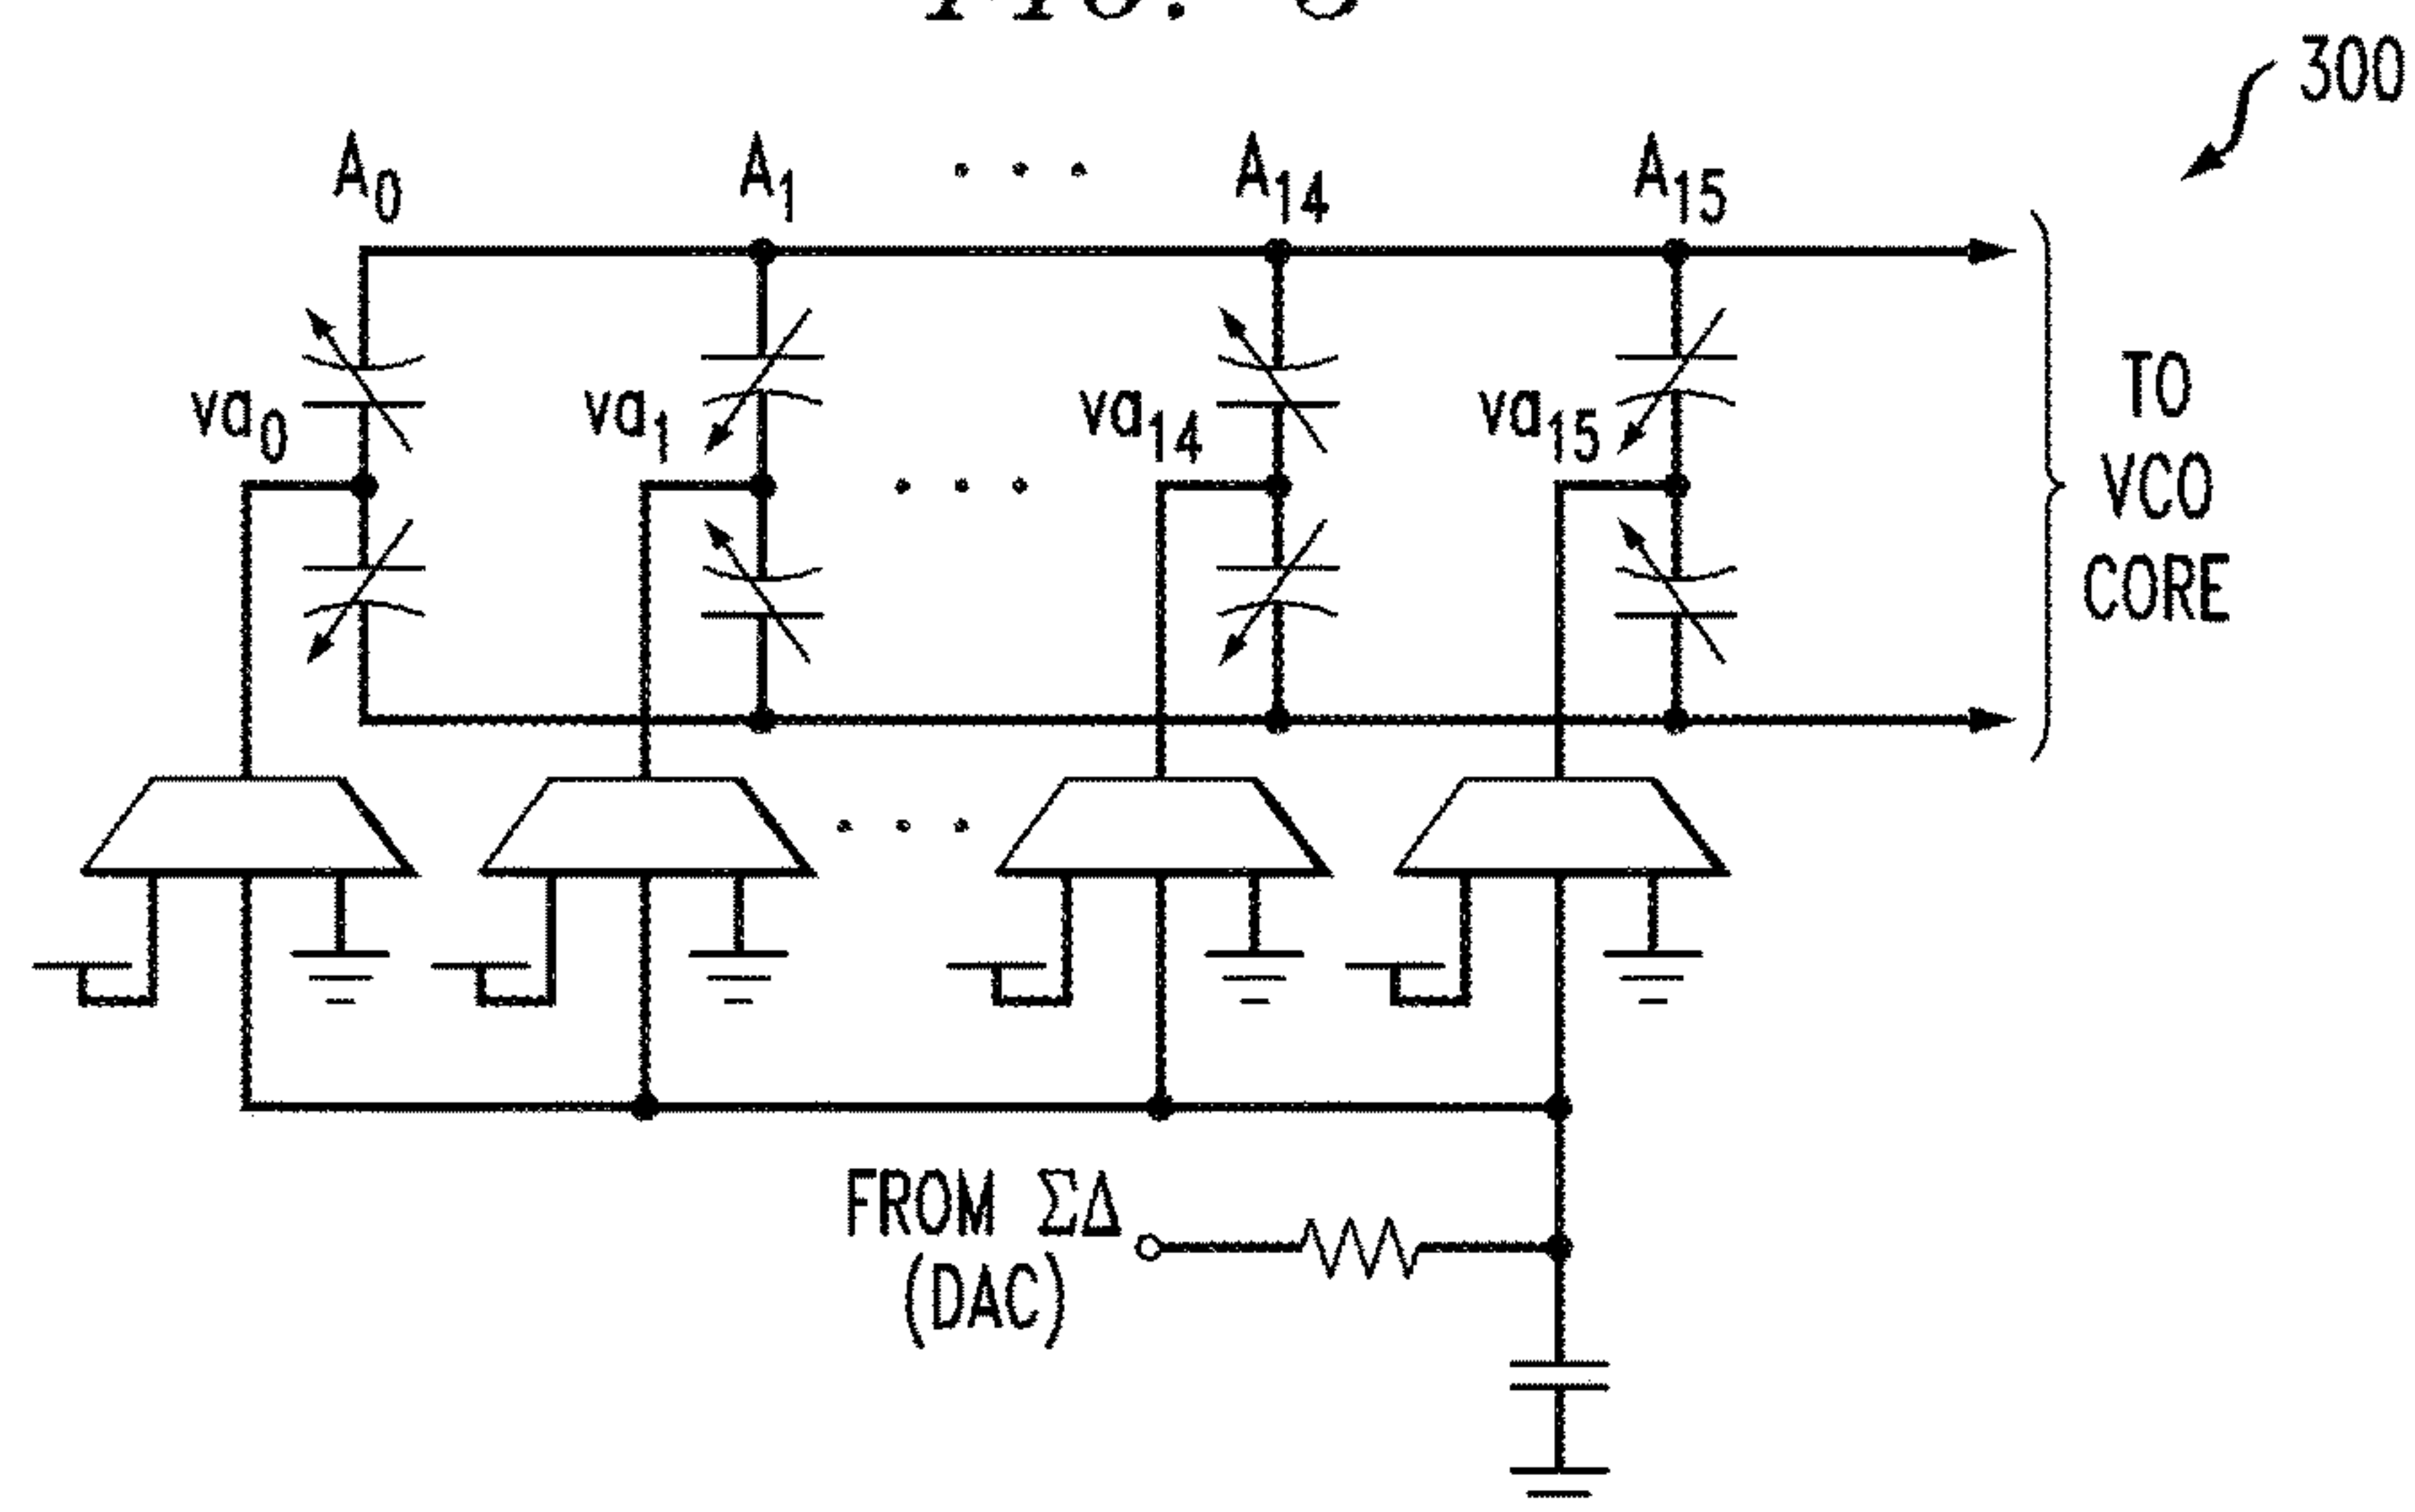 300
A0 A1 • • • A14 A15
va0 va1 • • • va14 va15
TO
VCO
CORE
• • •
FROM ΣΔ
(DAC)